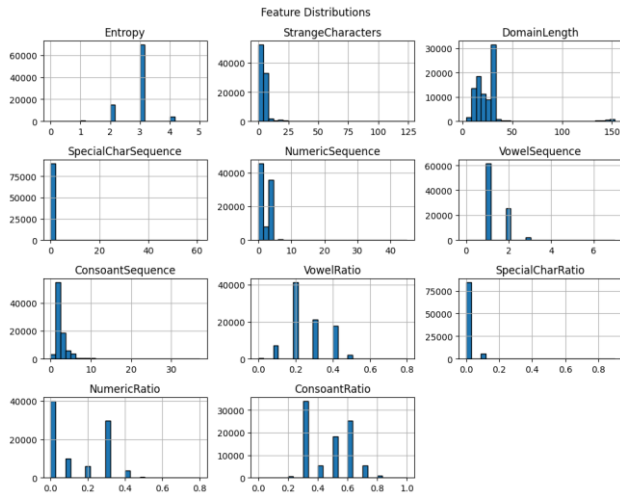 Feature Distributions
Entropy
StrangeCharacters
DomainLength
60000
40000
20000
0
0 1 2 3 4 5
40000
20000
0
0 25 50 75 100 125
30000
20000
10000
0
0 50 100 150
SpecialCharSequence
NumericSequence
VowelSequence
75000
50000
25000
0
0 10 20 30 40 50 60
40000
20000
0
0 10 20 30 40
60000
40000
20000
0
0 2 4 6
ConsoantSequence
VowelRatio
SpecialCharRatio
40000
20000
0
0 10 20 30
40000
20000
0
0.0 0.2 0.4 0.6 0.8
75000
50000
25000
0
0.0 0.2 0.4 0.6 0.8
NumericRatio
ConsoantRatio
40000
20000
0
0.0 0.2 0.4 0.6 0.8
30000
20000
10000
0
0.0 0.2 0.4 0.6 0.8 1.0